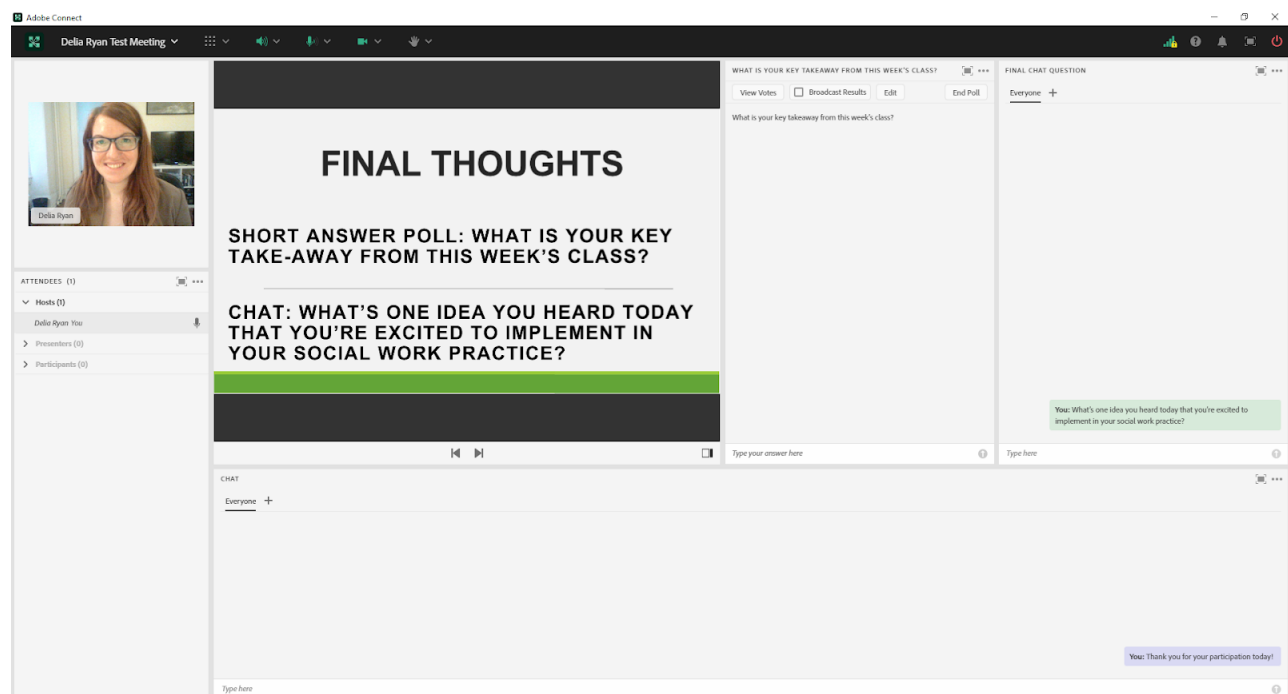 Adobe Connect
Delia Ryan Test Meeting
Delia Ryan
ATTENDEES (1)
Hosts (1)
Delia Ryan You
Presenters (0)
Participants (0)
FINAL THOUGHTS
SHORT ANSWER POLL: WHAT IS YOUR KEY
TAKE-AWAY FROM THIS WEEK'S CLASS?
CHAT: WHAT'S ONE IDEA YOU HEARD TODAY
THAT YOU'RE EXCITED TO IMPLEMENT IN
YOUR SOCIAL WORK PRACTICE?
WHAT IS YOUR KEY TAKEAWAY FROM THIS WEEK'S CLASS?
View Votes Broadcast Results Edit End Poll
What is your key takeaway from this week's class?
Type your answer here
FINAL CHAT QUESTION
Everyone
You: What's one idea you heard today that you're excited to
implement in your social work practice?
Type here
CHAT
Everyone
You: Thank you for your participation today!
Type here